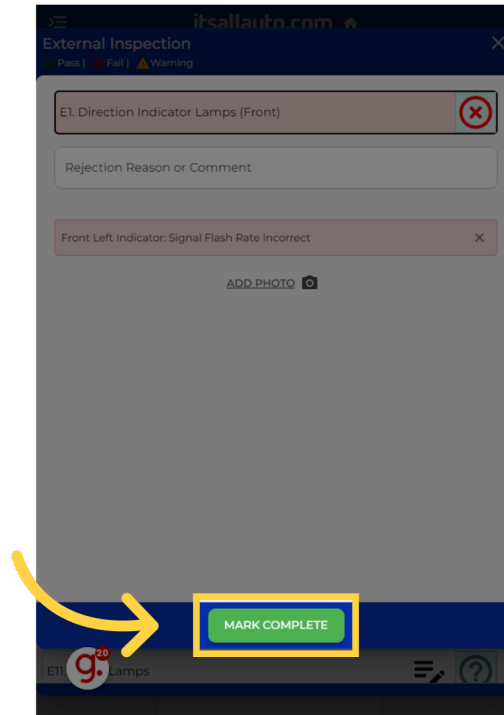 itsallauto.com
External Inspection
Pass | Fail | Warning
E1. Direction Indicator Lamps (Front)
Rejection Reason or Comment
Front Left Indicator: Signal Flash Rate Incorrect
ADD PHOTO
MARK COMPLETE
E11. Lamps
g. 20